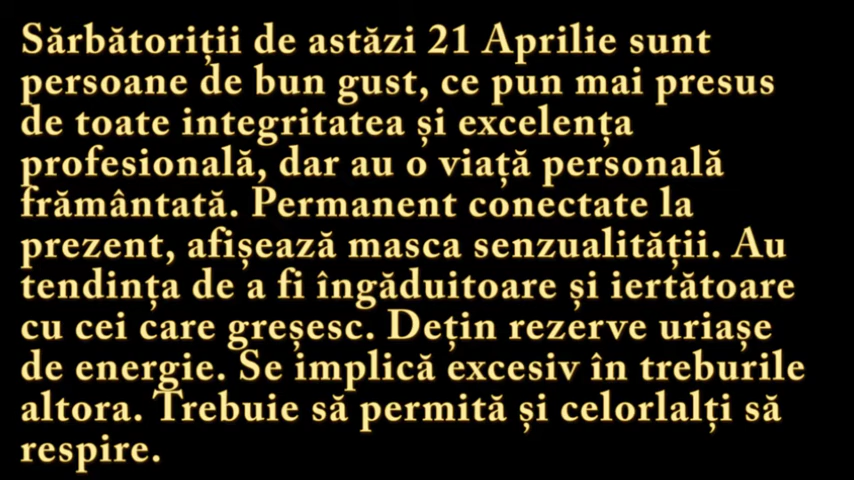 Sărbătoriții de astăzi 21 Aprilie sunt
persoane de bun gust, ce pun mai presus
de toate integritatea și excelența
profesională, dar au o viață personală
frământată. Permanent conectate la
prezent, afișează masca senzualității. Au
tendința de a fi îngăduitoare și iertătoare
cu cei care greșesc. Dețin rezerve uriașe
de energie. Se implică excesiv în treburile
altora. Trebuie să permită și celorlalți să
respire.